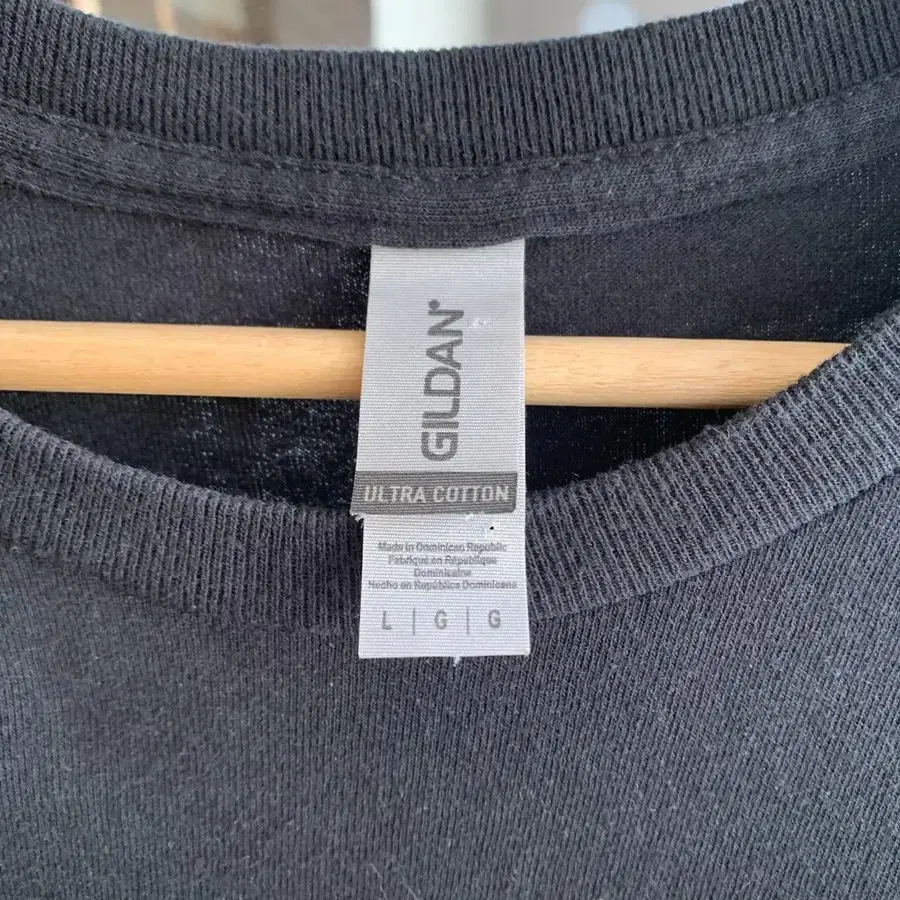 GILDAN®
ULTRA COTTON
Made in Dominican Republic
Fabriqué en République
Dominicaine
Hecho en República Dominicana
L | G | G